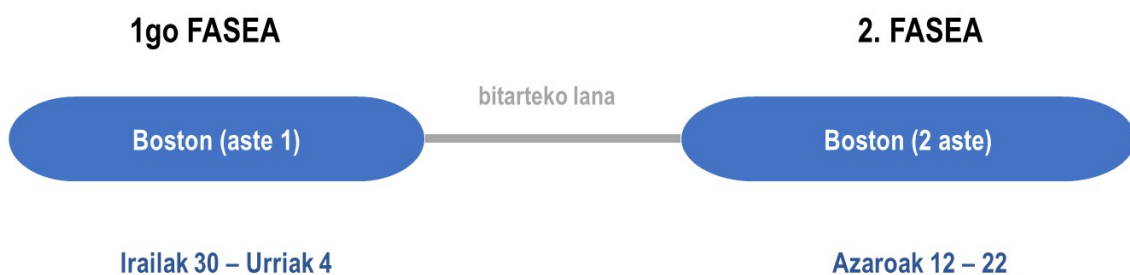 1go FASEA
2. FASEA
bitarteko lana
Boston (aste 1)
Boston (2 aste)
Irailak 30 – Urriak 4
Azaroak 12 – 22